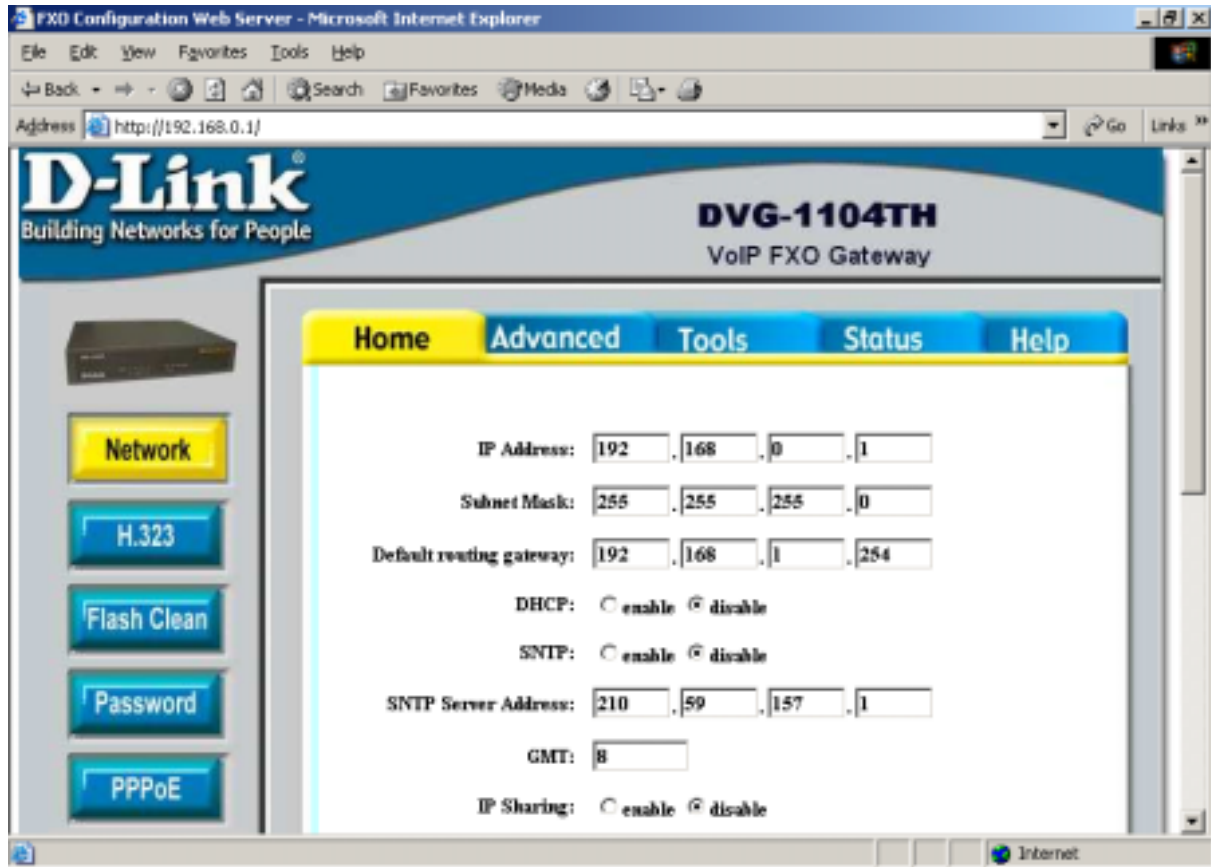 FXO Configuration Web Server - Microsoft Internet Explorer
File Edit View Favorites Tools Help
Back Search Favorites Media
Address http://192.168.0.1/ Go Links »
D-Link®
Building Networks for People
DVG-1104TH
VoIP FXO Gateway
Home Advanced Tools Status Help
Network
H.323
Flash Clean
Password
PPPoE
IP Address: 192 . 168 . 0 . 1
Subnet Mask: 255 . 255 . 255 . 0
Default routing gateway: 192 . 168 . 1 . 254
DHCP: enable disable
SNTP: enable disable
SNTP Server Address: 210 . 59 . 157 . 1
GMT: 8
IP Sharing: enable disable
Internet